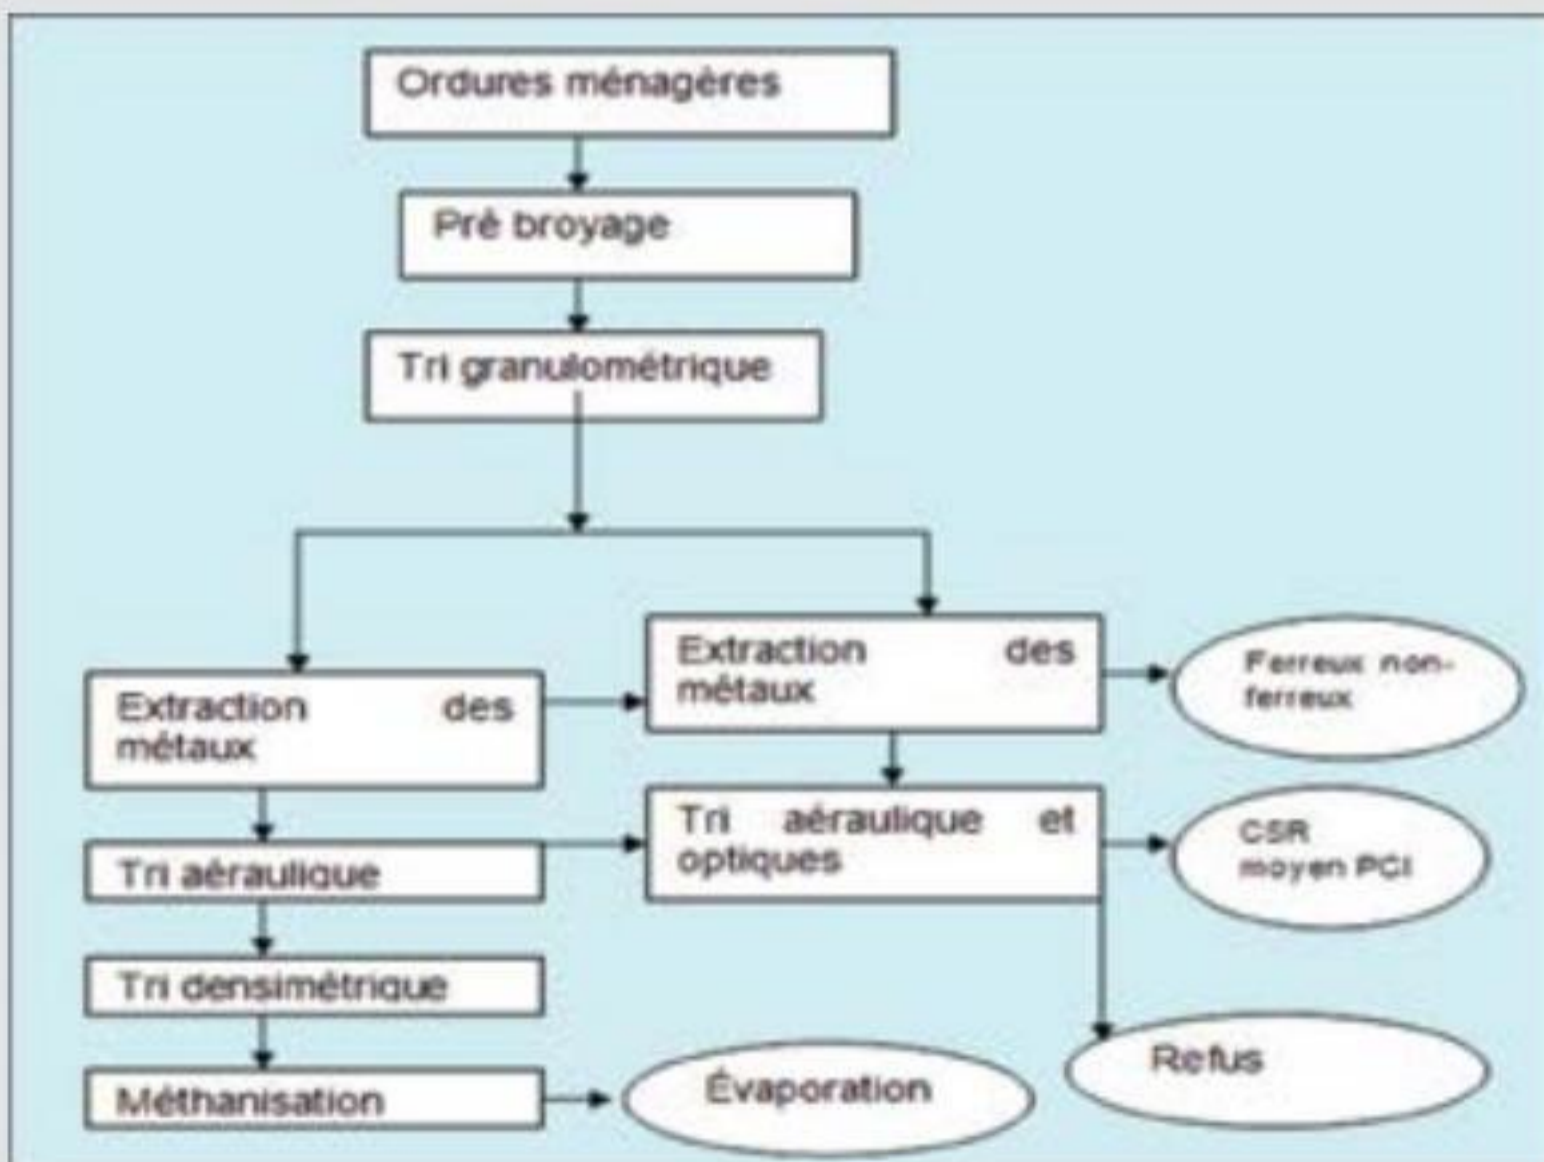 Ordures ménagères
Pré broyage
Tri granulométrique
Extraction des
métaux
Ferreux non-
ferreux
Extraction des
métaux
Tri aéraulique et
optiques
CSR
moyen PCI
Tri aéraulique
Tri densimétrique
Refus
Méthanisation
Évaporation